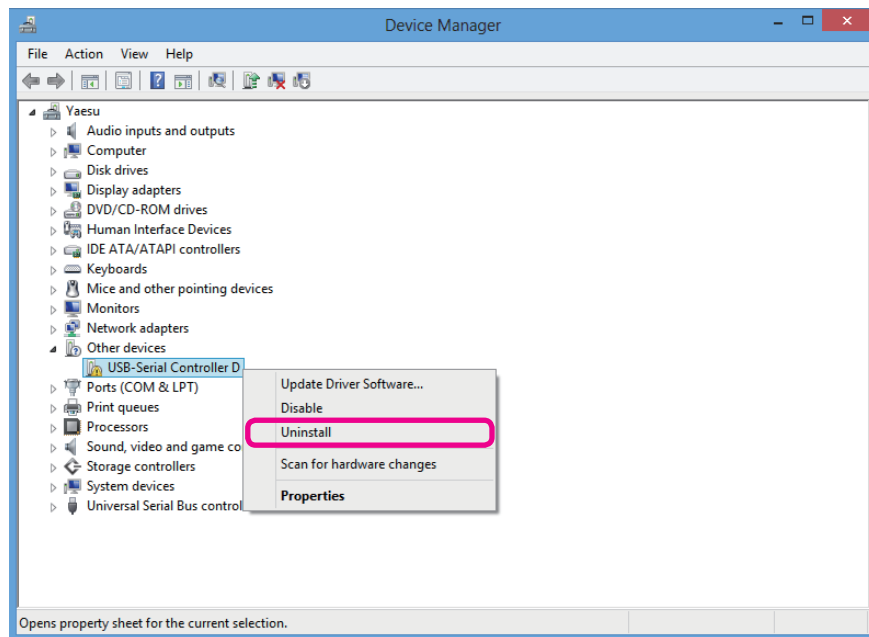 Device Manager
File Action View Help
Yaesu
Audio inputs and outputs
Computer
Disk drives
Display adapters
DVD/CD-ROM drives
Human Interface Devices
IDE ATA/ATAPI controllers
Keyboards
Mice and other pointing devices
Monitors
Network adapters
Other devices
USB-Serial Controller D
Ports (COM & LPT)
Print queues
Processors
Sound, video and game co
Storage controllers
System devices
Universal Serial Bus control
Update Driver Software...
Disable
Uninstall
Scan for hardware changes
Properties
Opens property sheet for the current selection.